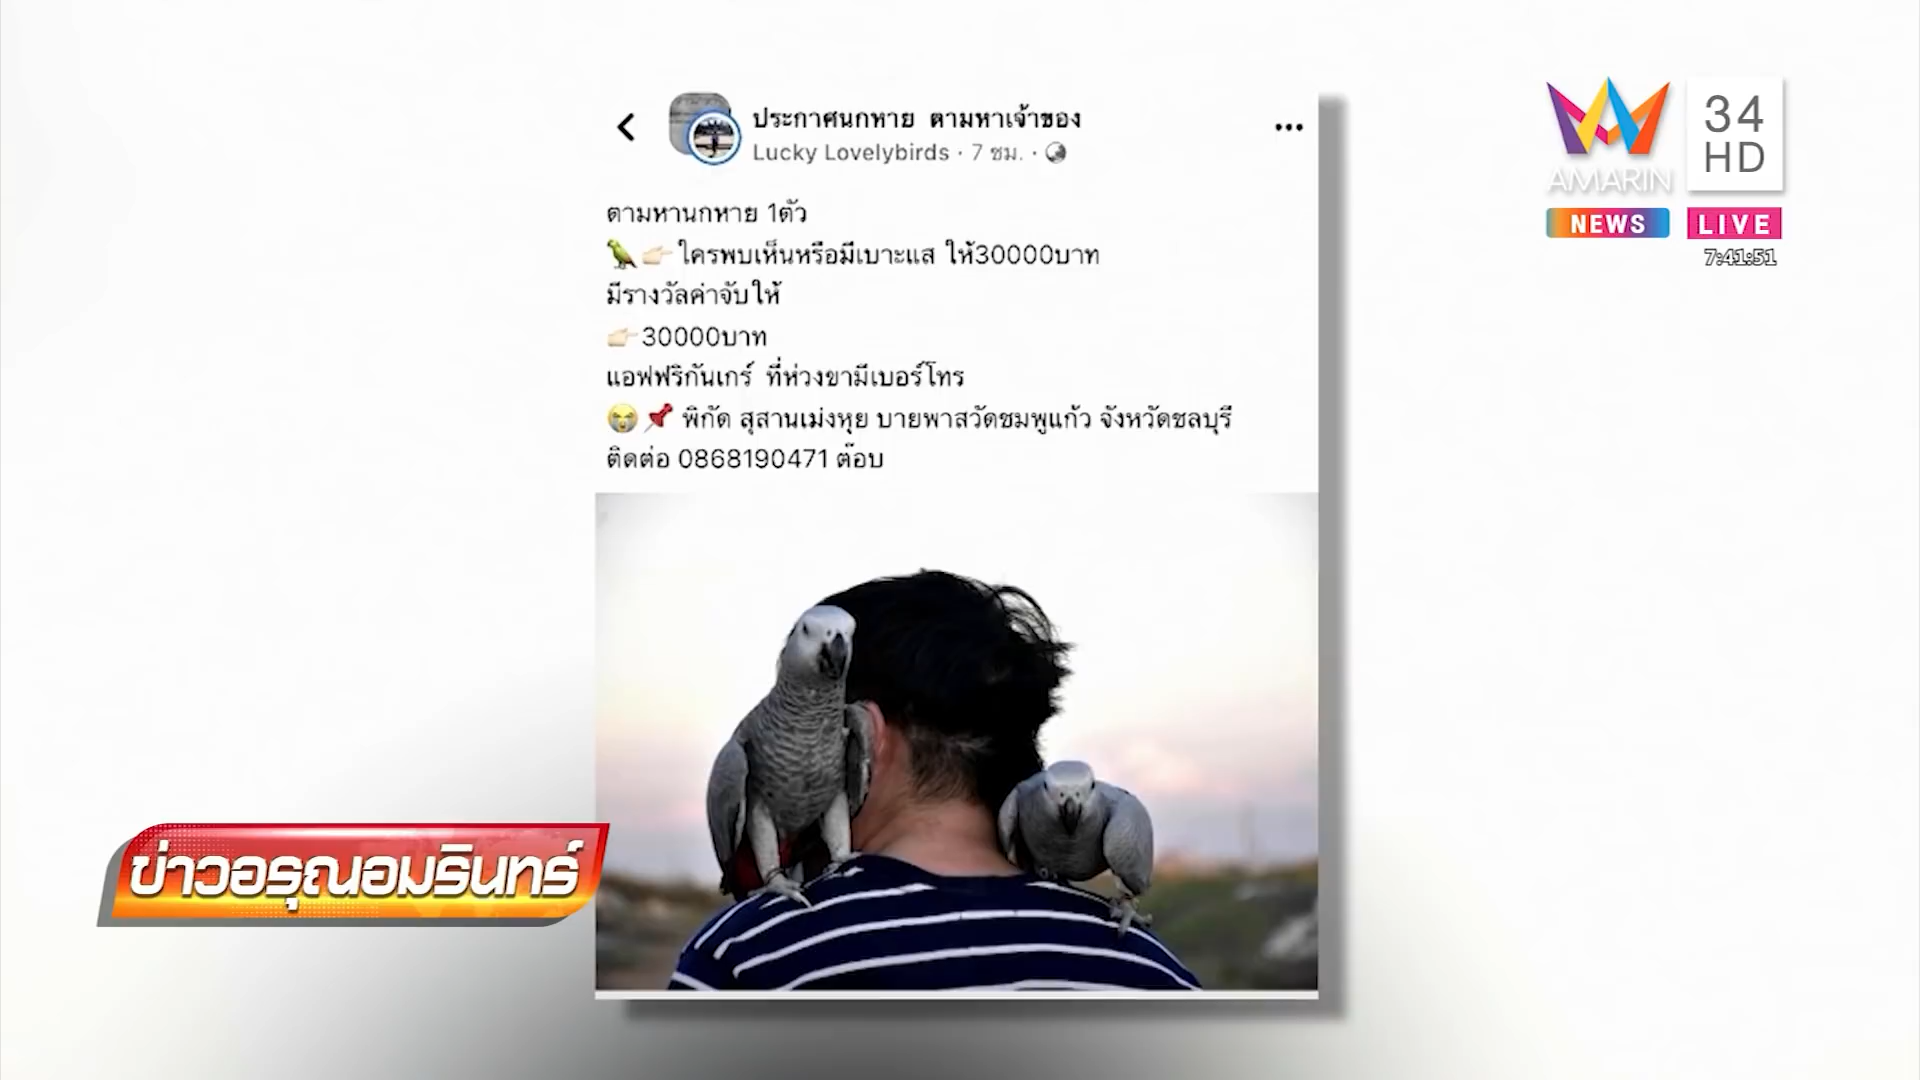 ประกาศนกหาย ตามหาเจ้าของ
Lucky Lovelybirds · 7 ชม. ·
ตามหานกหาย 1ตัว
🦜👉🏻ใครพบเห็นหรือมีเบาะแส ให้30000บาท
มีรางวัลค่าจับให้
👉🏻30000บาท
แอฟฟริกันเกร์ ที่ห่วงขามีเบอร์โทร
😭📌 พิกัด สุสานเม่งหุย บายพาสวัดชมพูแก้ว จังหวัดชลบุรี
ติดต่อ 0868190471 ต๊อบ
AMARIN
34
HD
NEWS
LIVE
7:41:51
ข่าวอรุณอมรินทร์